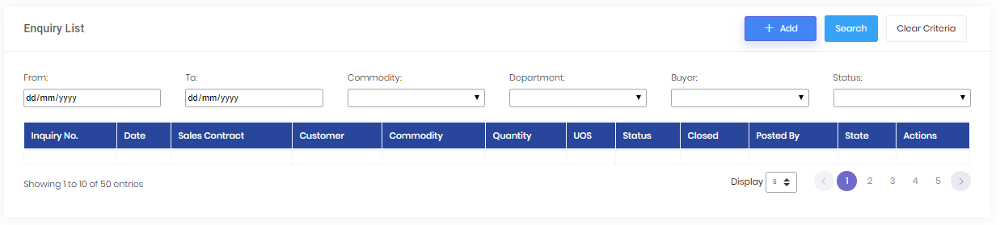 Enquiry List
+ Add Search Clear Criteria
From: To: Commodity: Department: Buyer: Status:
dd/mm/yyyy dd/mm/yyyy
Inquiry No. Date Sales Contract Customer Commodity Quantity UOS Status Closed Posted By State Actions
Showing 1 to 10 of 50 entries Display 5 < 1 2 3 4 5 >